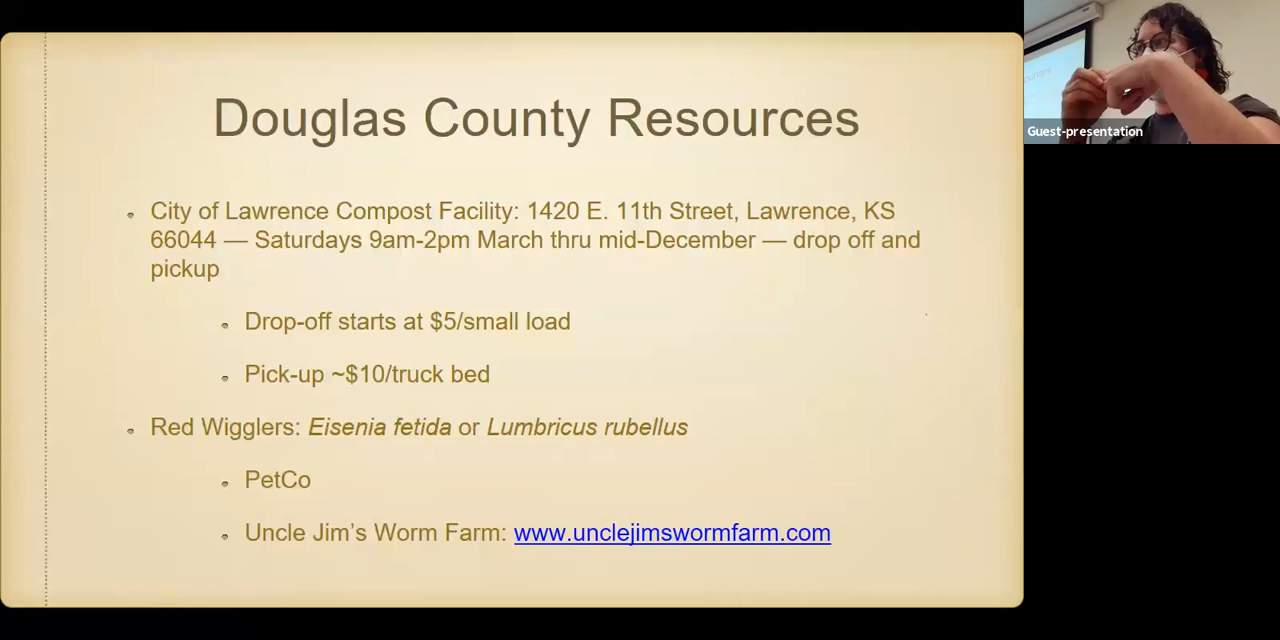 Douglas County Resources
City of Lawrence Compost Facility: 1420 E. 11th Street, Lawrence, KS
66044 — Saturdays 9am-2pm March thru mid-December — drop off and
pickup
Drop-off starts at $5/small load
Pick-up ~$10/truck bed
Red Wigglers: Eisenia fetida or Lumbricus rubellus
PetCo
Uncle Jim’s Worm Farm: www.unclejimswormfarm.com
Guest-presentation